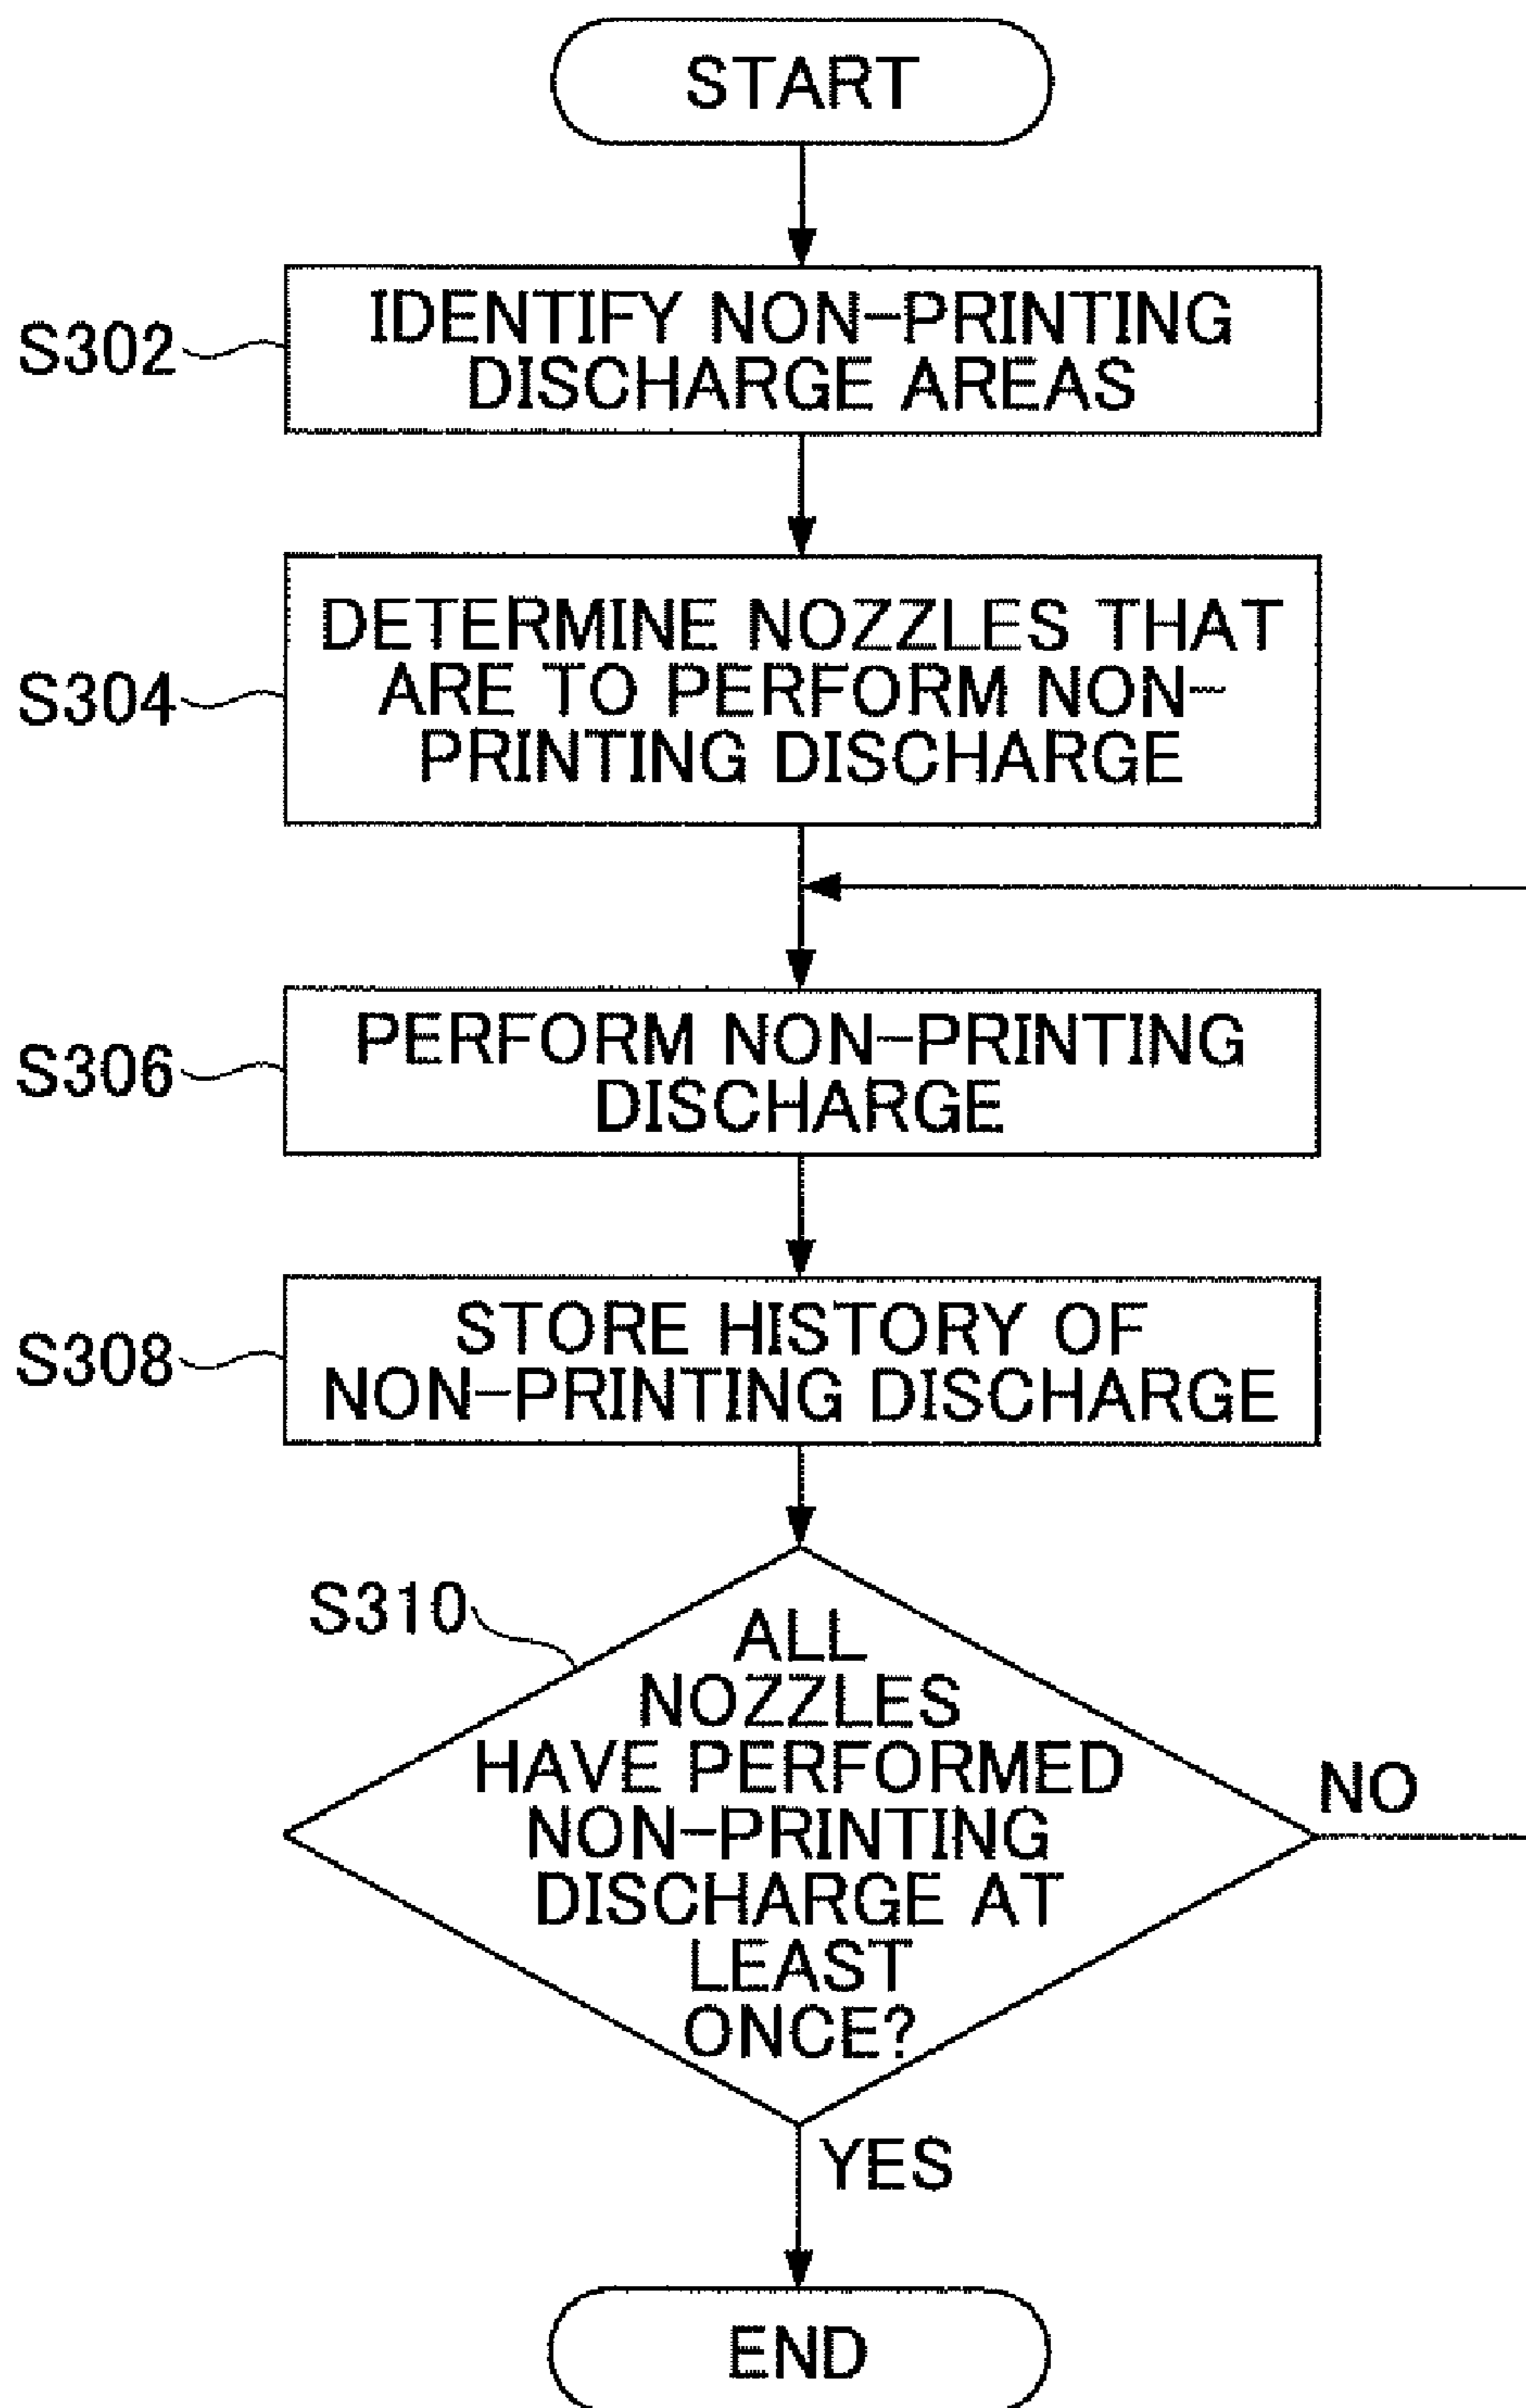 START
S302
IDENTIFY NON-PRINTING
DISCHARGE AREAS
S304
DETERMINE NOZZLES THAT
ARE TO PERFORM NON-
PRINTING DISCHARGE
S306
PERFORM NON-PRINTING
DISCHARGE
S308
STORE HISTORY OF
NON-PRINTING DISCHARGE
S310
ALL
NOZZLES
HAVE PERFORMED
NON-PRINTING
DISCHARGE AT
LEAST
ONCE?
NO
YES
END